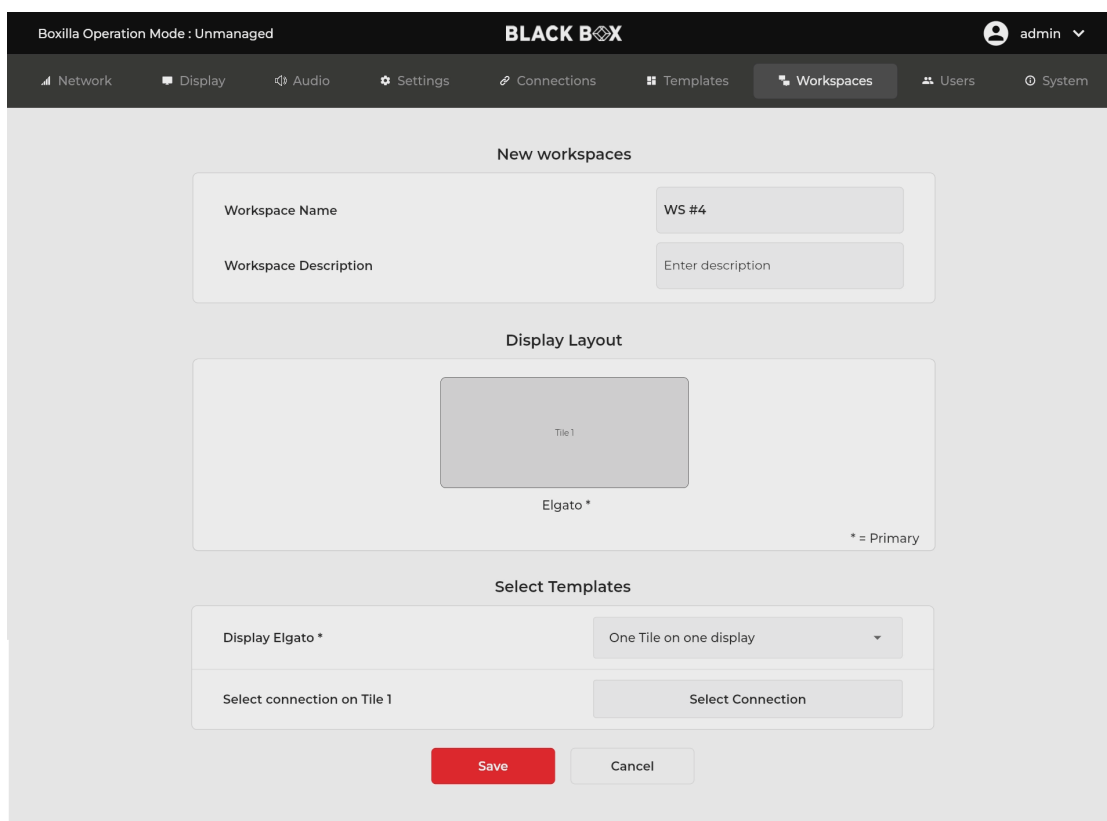 Boxilla Operation Mode : Unmanaged
BLACK BOX
admin
Network Display Audio Settings Connections Templates Workspaces Users System
New workspaces
Workspace Name
WS #4
Workspace Description
Enter description
Display Layout
Tile 1
Elgato *
* = Primary
Select Templates
Display Elgato *
One Tile on one display
Select connection on Tile 1
Select Connection
Save
Cancel